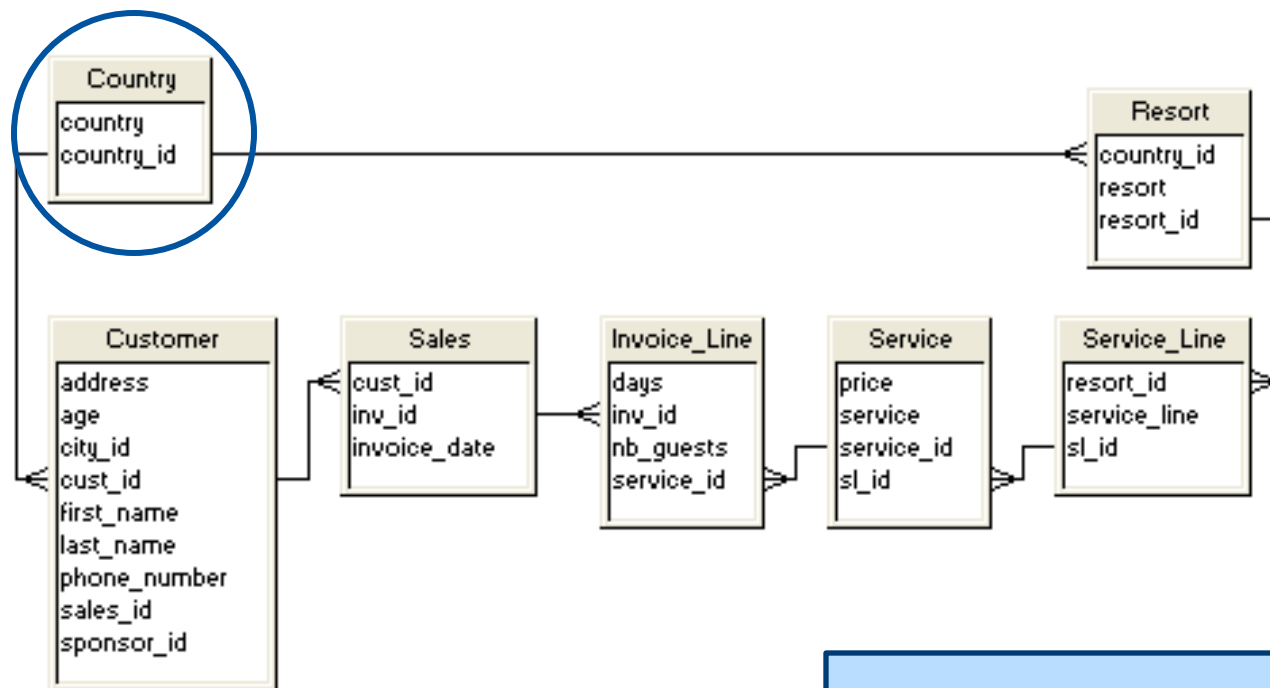 Country
country
country_id
Resort
country_id
resort
resort_id
Customer
address
age
city_id
cust_id
first_name
last_name
phone_number
sales_id
sponsor_id
Sales
cust_id
inv_id
invoice_date
Invoice_Line
days
inv_id
nb_guests
service_id
Service
price
service
service_id
sl_id
Service_Line
resort_id
service_line
sl_id